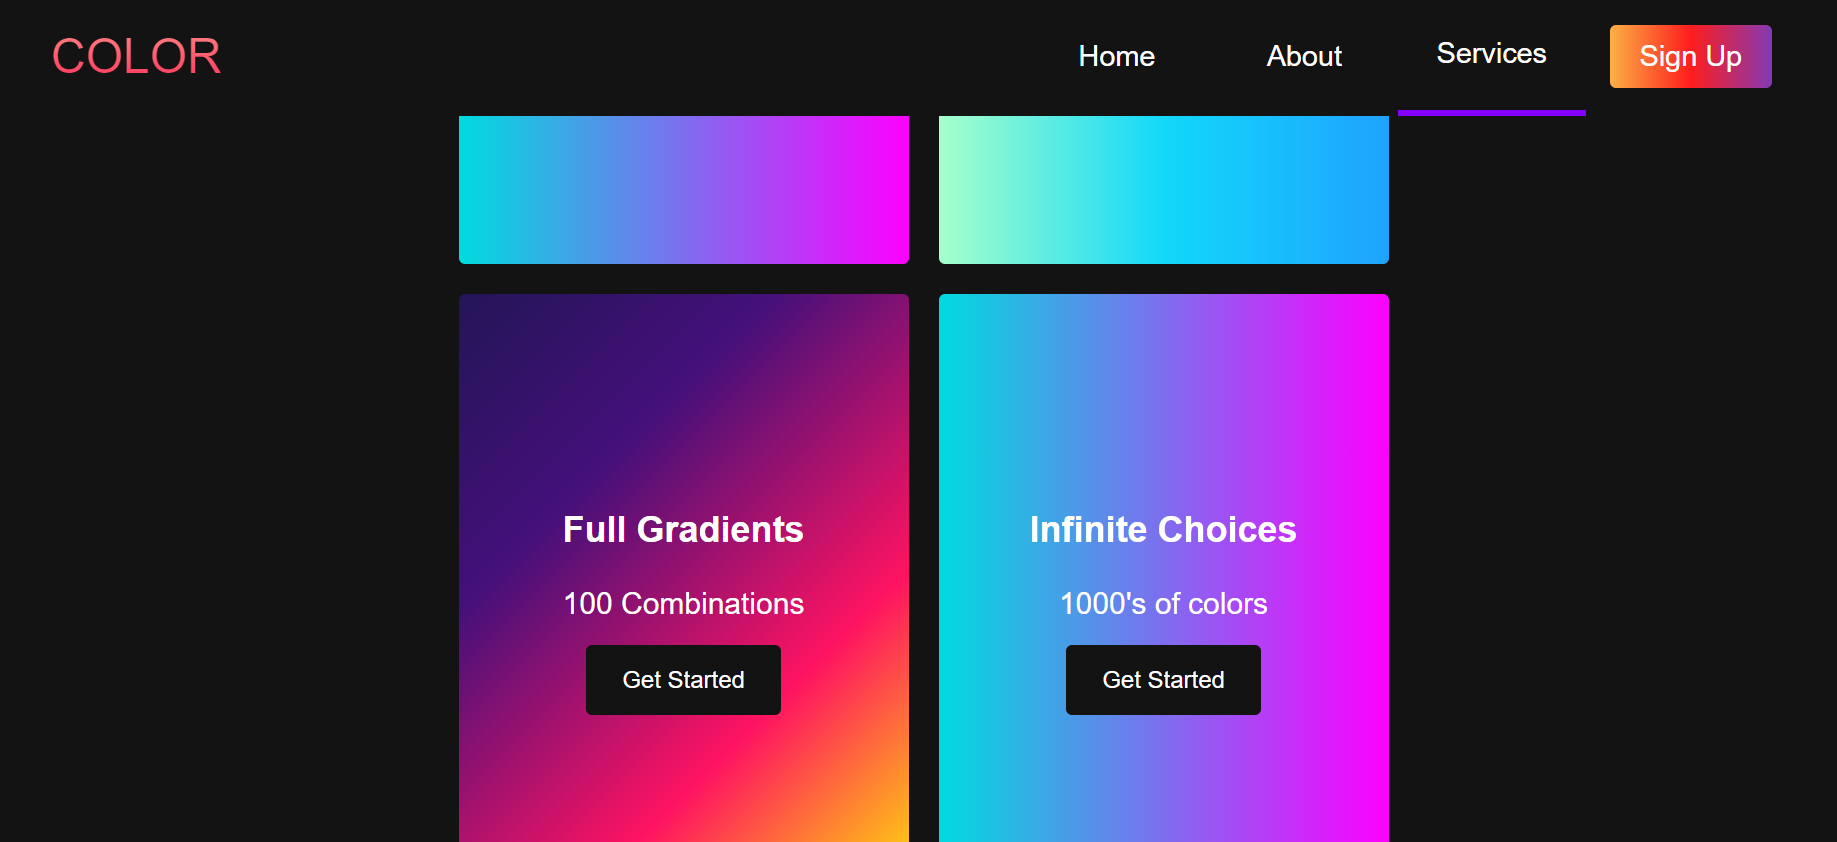 COLOR
Home
About
Services
Sign Up
Full Gradients
100 Combinations
Get Started
Infinite Choices
1000's of colors
Get Started